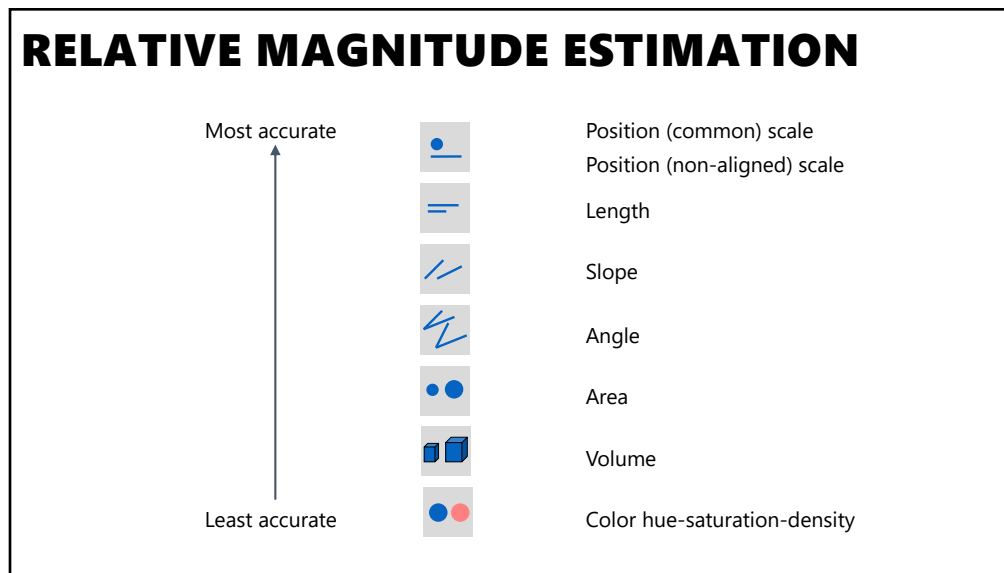 RELATIVE MAGNITUDE ESTIMATION
Most accurate
Position (common) scale
Position (non-aligned) scale
Length
Slope
Angle
Area
Volume
Least accurate
Color hue-saturation-density